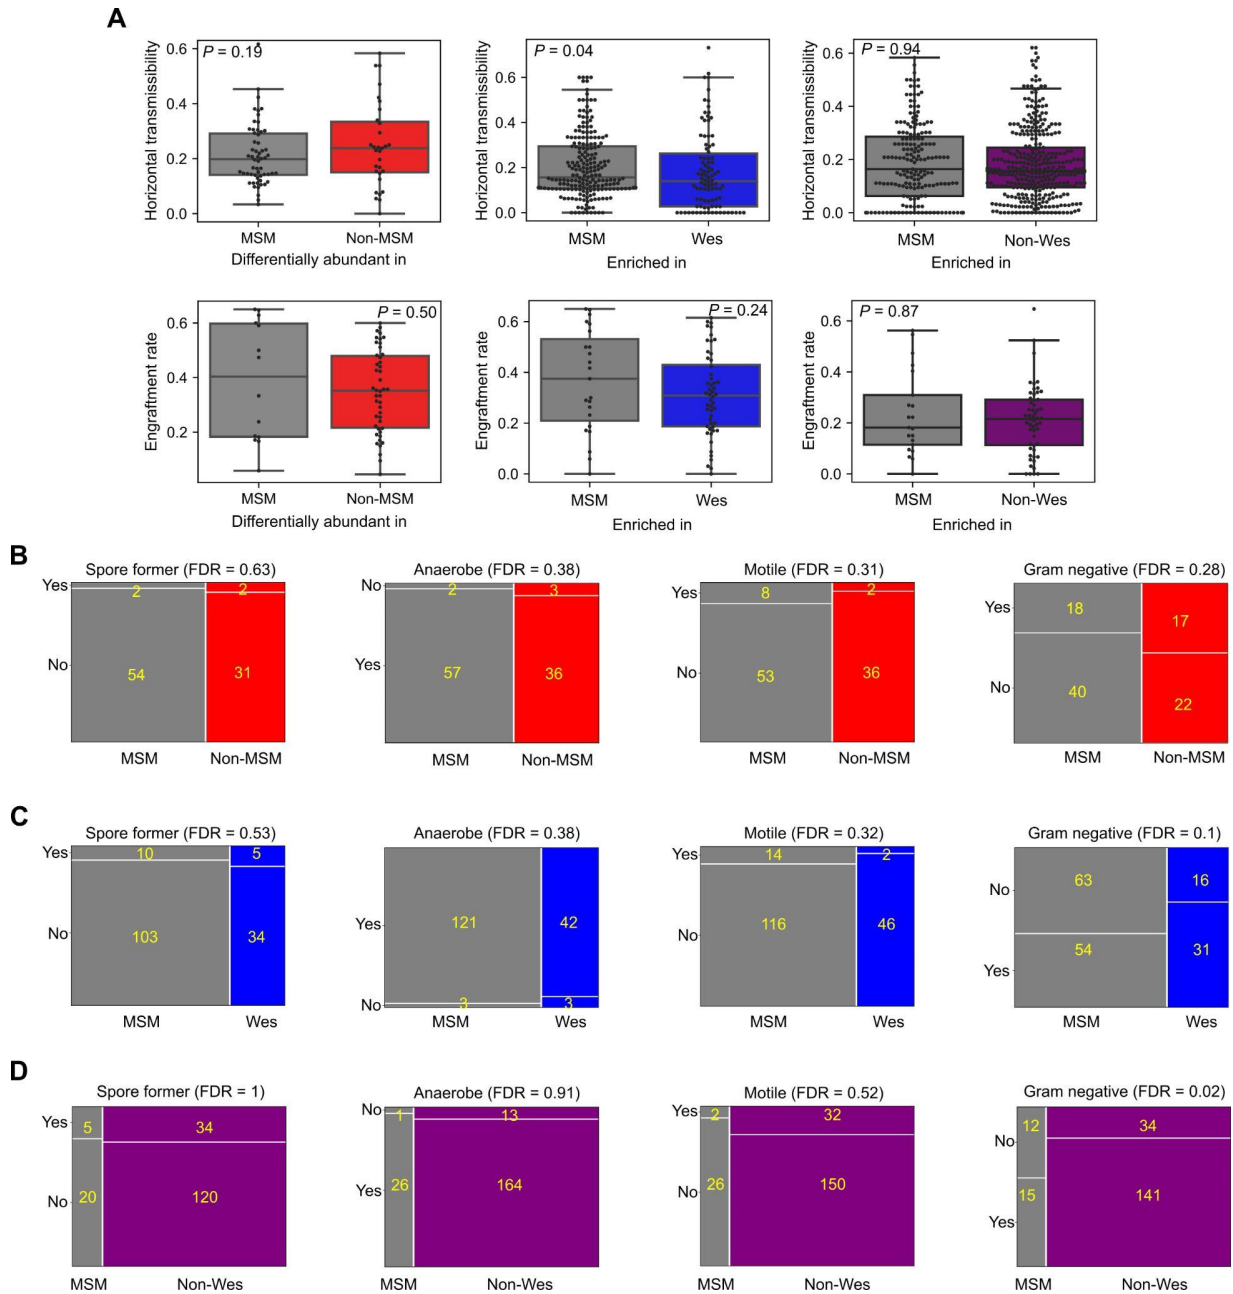 A
Horizontal transmissibility
0.6
0.4
0.2
0.0
P = 0.19
MSM
Non-MSM
Differentially abundant in
Horizontal transmissibility
0.6
0.4
0.2
0.0
P = 0.04
MSM
Wes
Enriched in
Horizontal transmissibility
0.6
0.4
0.2
0.0
P = 0.94
MSM
Non-Wes
Enriched in
Engraftment rate
0.6
0.4
0.2
P = 0.50
MSM
Non-MSM
Differentially abundant in
Engraftment rate
0.6
0.4
0.2
0.0
P = 0.24
MSM
Wes
Enriched in
Engraftment rate
0.6
0.4
0.2
0.0
P = 0.87
MSM
Non-Wes
Enriched in
B
Spore former (FDR = 0.63)
Yes
2 2
No
54 31
MSM Non-MSM
Anaerobe (FDR = 0.38)
No
2 3
Yes
57 36
MSM Non-MSM
Motile (FDR = 0.31)
Yes
8 2
No
53 36
MSM Non-MSM
Gram negative (FDR = 0.28)
Yes
18 17
No
40 22
MSM Non-MSM
C
Spore former (FDR = 0.53)
Yes
10 5
No
103 34
MSM Wes
Anaerobe (FDR = 0.38)
Yes
121 42
No
3 3
MSM Wes
Motile (FDR = 0.32)
Yes
14 2
No
116 46
MSM Wes
Gram negative (FDR = 0.1)
No
63 16
Yes
54 31
MSM Wes
D
Spore former (FDR = 1)
Yes
5 34
No
20 120
MSM Non-Wes
Anaerobe (FDR = 0.91)
No
1 13
Yes
26 164
MSM Non-Wes
Motile (FDR = 0.52)
Yes
2 32
No
26 150
MSM Non-Wes
Gram negative (FDR = 0.02)
No
12 34
Yes
15 141
MSM Non-Wes